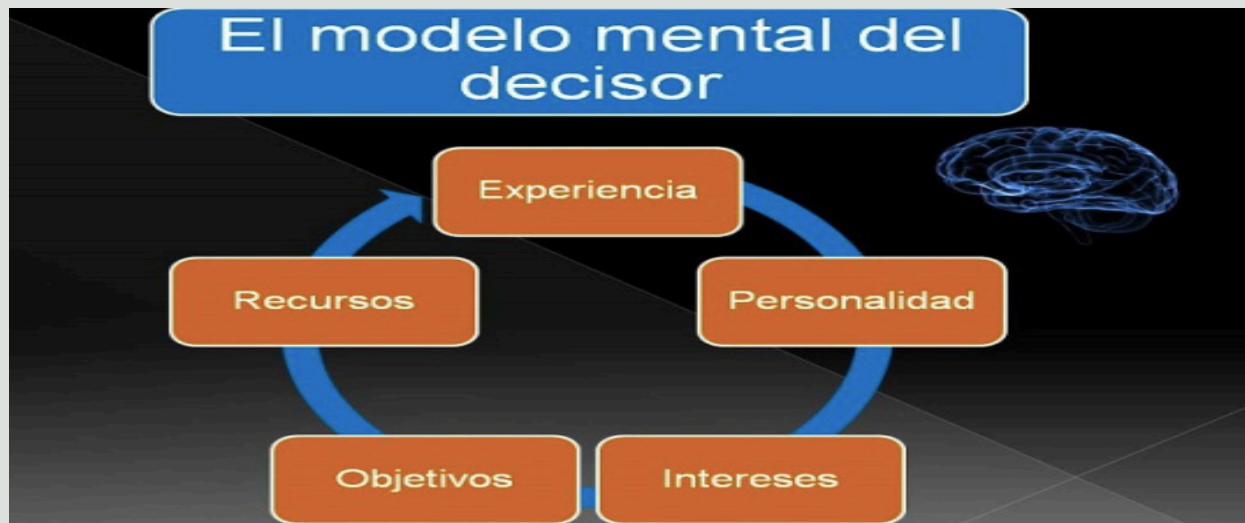 El modelo mental del
decisor
Experiencia
Recursos
Personalidad
Objetivos
Intereses